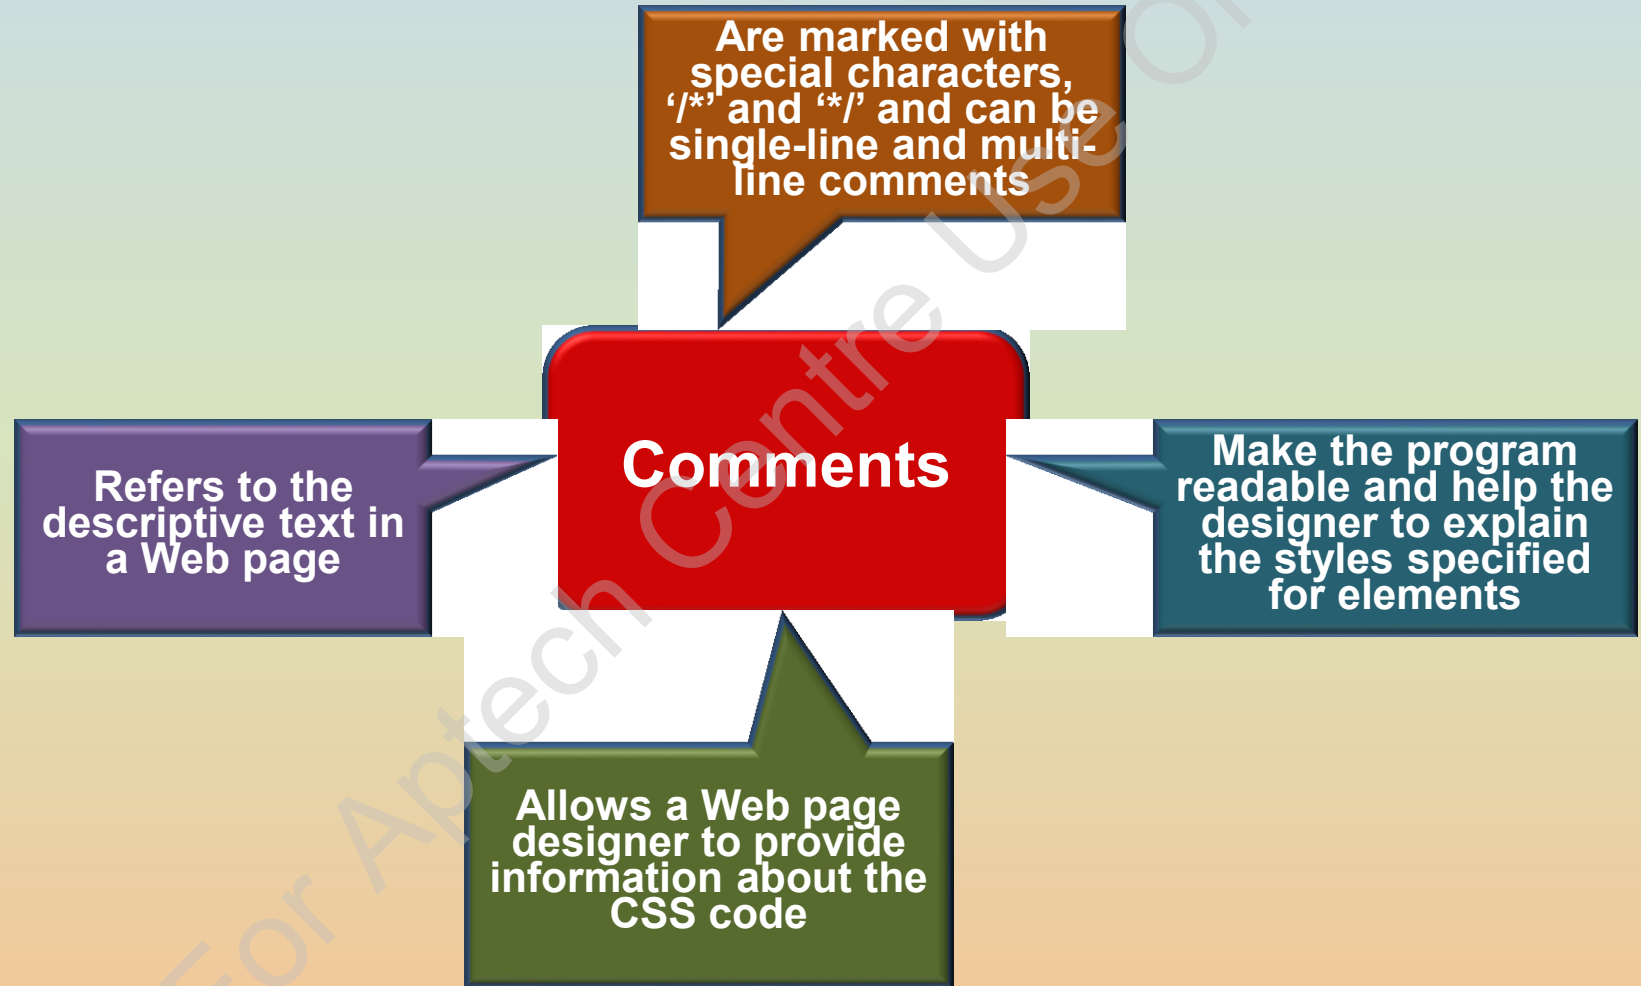 Are marked with
special characters,
‘/*’ and ‘*/’ and can be
single-line and multi-
line comments
Comments
Refers to the
descriptive text in
a Web page
Make the program
readable and help the
designer to explain
the styles specified
for elements
Allows a Web page
designer to provide
information about the
CSS code
For Aptech Centre Use